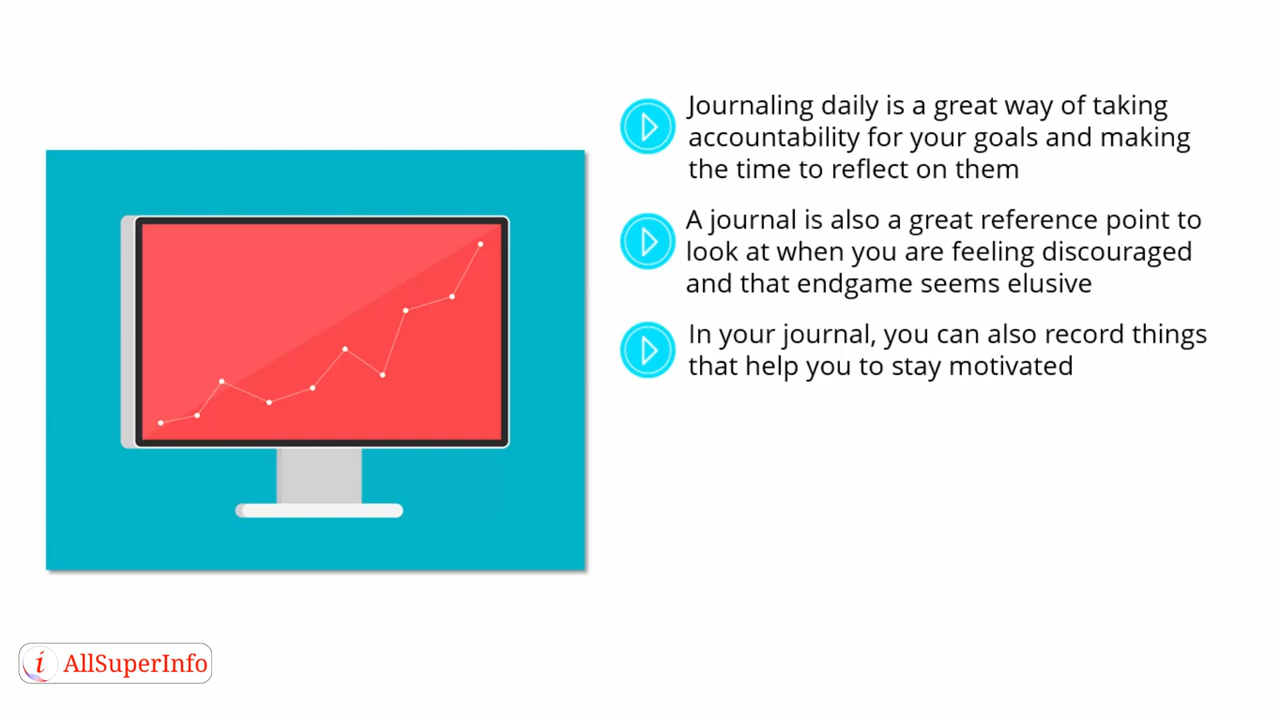 Journaling daily is a great way of taking
accountability for your goals and making
the time to reflect on them
A journal is also a great reference point to
look at when you are feeling discouraged
and that endgame seems elusive
In your journal, you can also record things
that help you to stay motivated
i AllSuperInfo